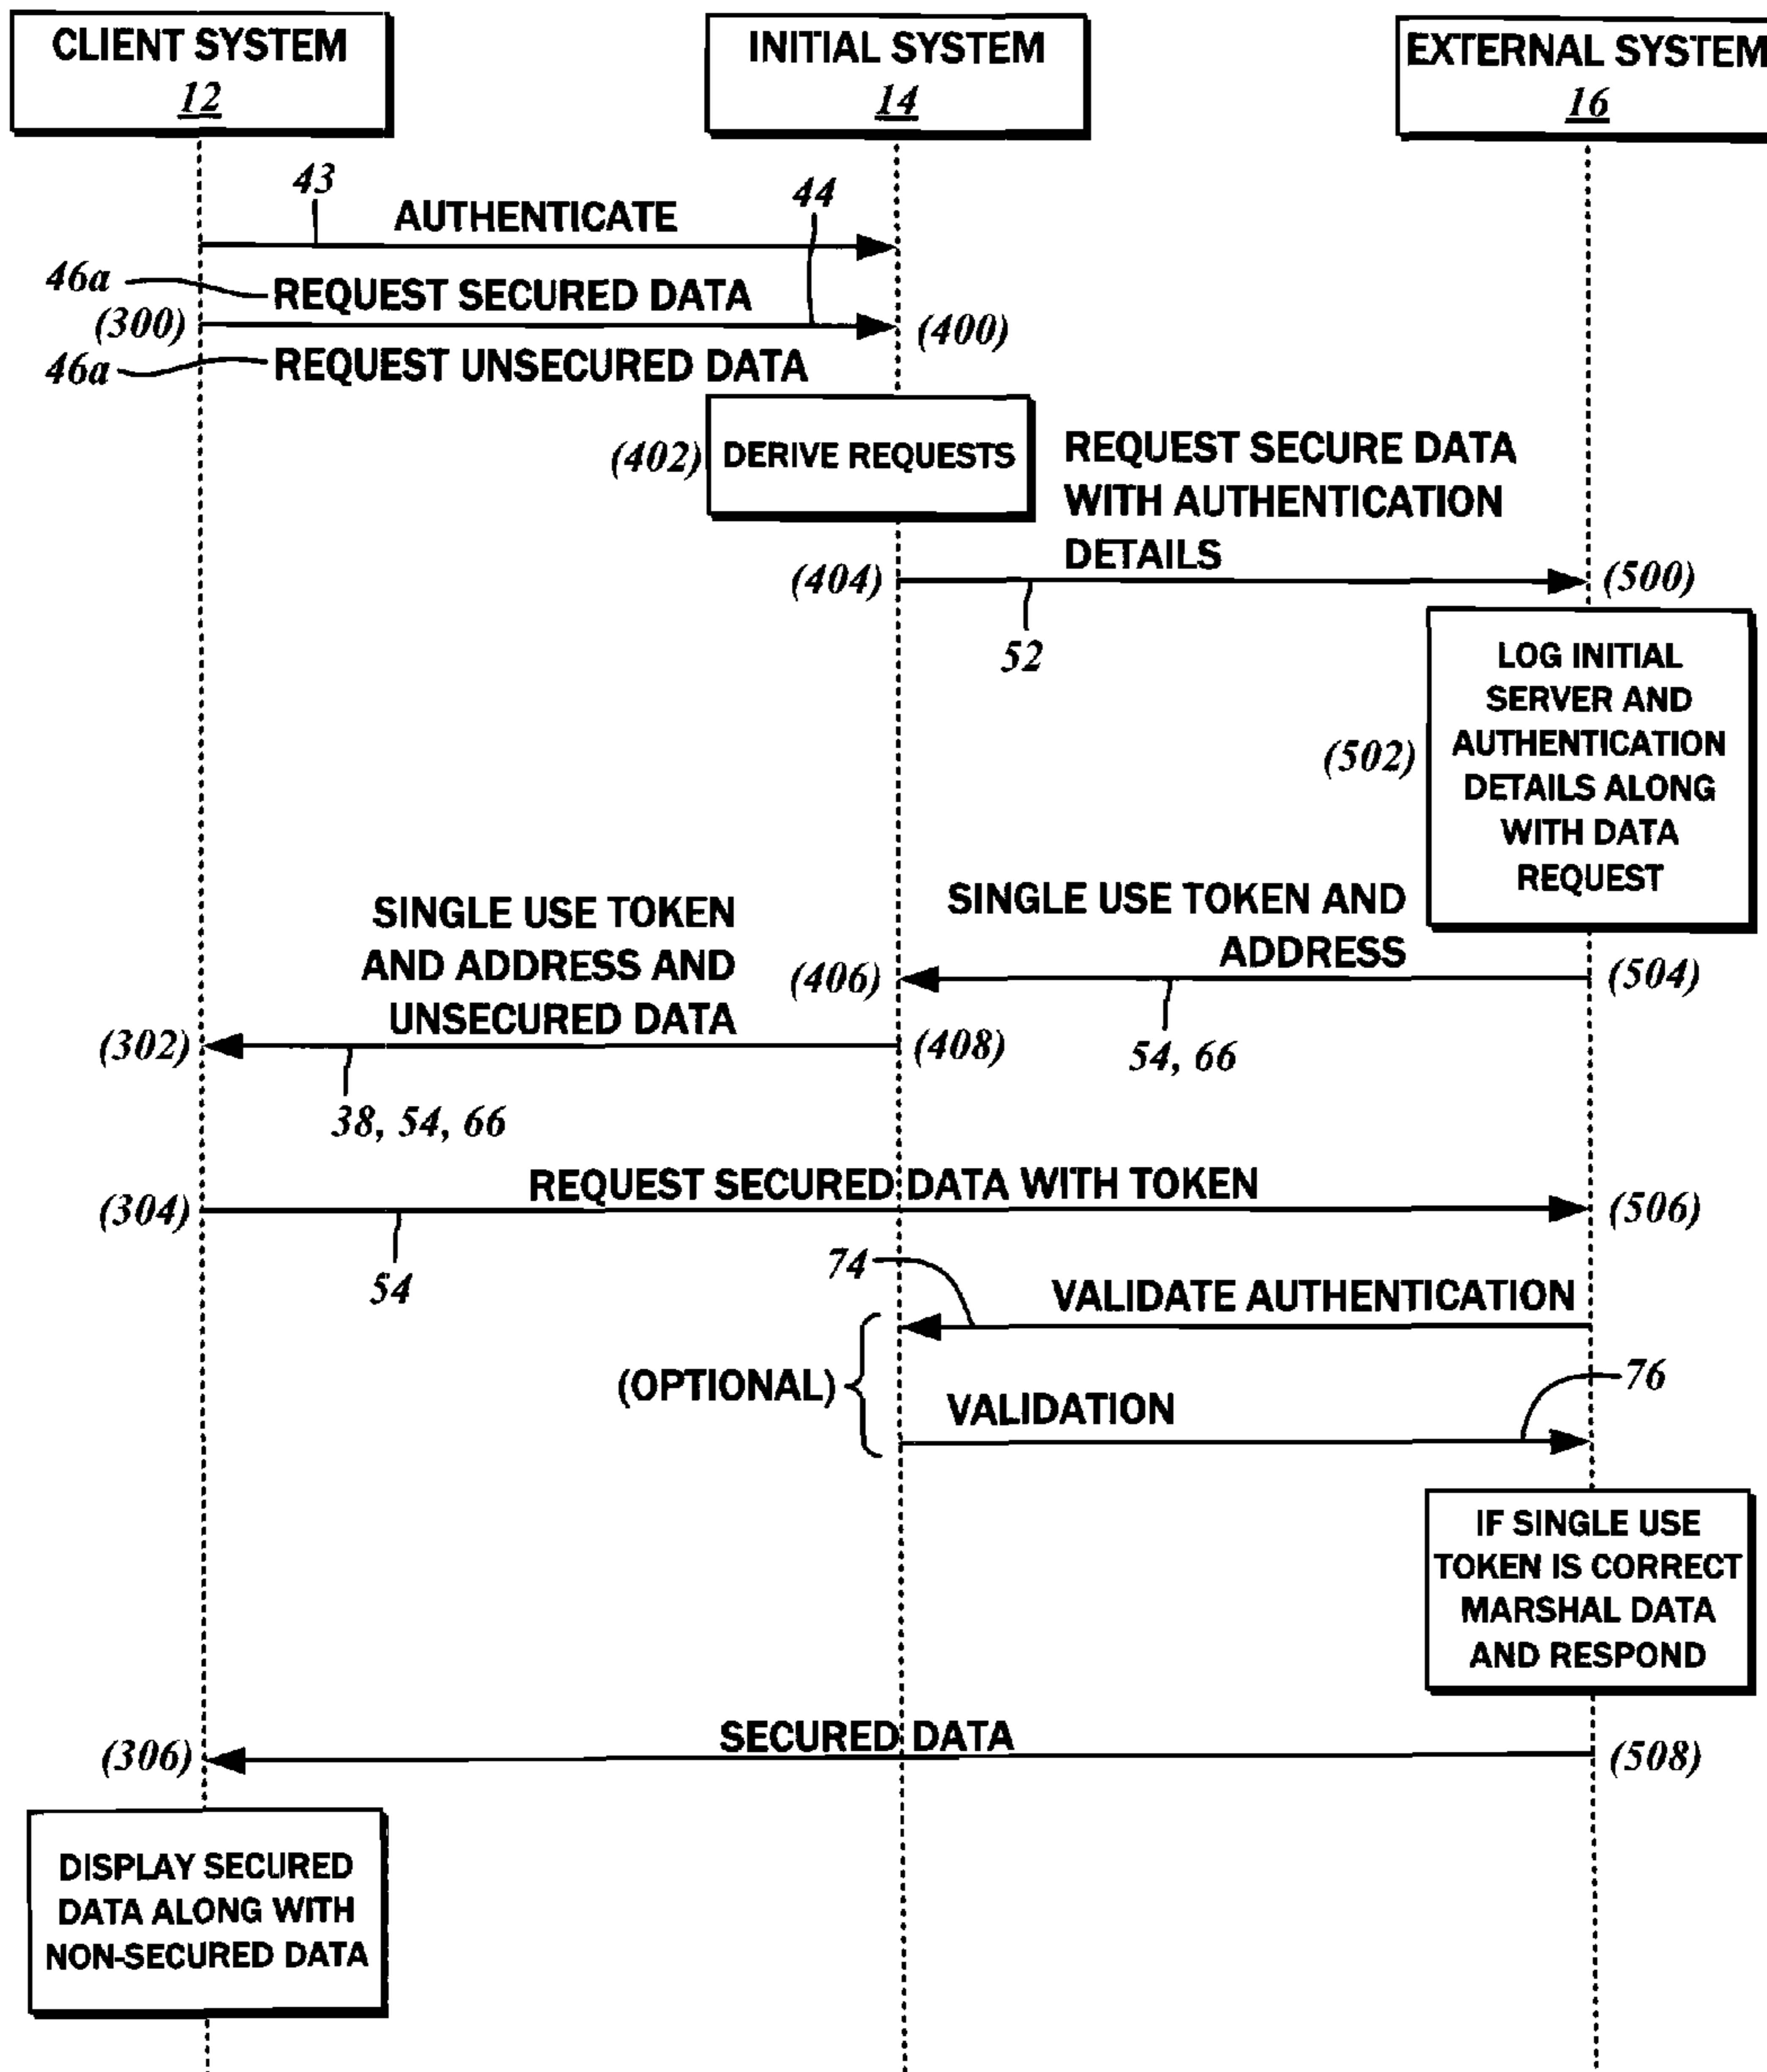 CLIENT SYSTEM
12
INITIAL SYSTEM
14
EXTERNAL SYSTEM
16
43
44
AUTHENTICATE
46a
REQUEST SECURED DATA
(300)
(400)
46a
REQUEST UNSECURED DATA
(402)
DERIVE REQUESTS
REQUEST SECURE DATA
WITH AUTHENTICATION
DETAILS
(404)
(500)
52
(502)
LOG INITIAL
SERVER AND
AUTHENTICATION
DETAILS ALONG
WITH DATA
REQUEST
SINGLE USE TOKEN AND
ADDRESS
(406)
(504)
54, 66
SINGLE USE TOKEN
AND ADDRESS AND
UNSECURED DATA
(302)
(408)
38, 54, 66
REQUEST SECURED DATA WITH TOKEN
(304)
(506)
54
74
VALIDATE AUTHENTICATION
(OPTIONAL)
76
VALIDATION
IF SINGLE USE
TOKEN IS CORRECT
MARSHAL DATA
AND RESPOND
SECURED DATA
(306)
(508)
DISPLAY SECURED
DATA ALONG WITH
NON-SECURED DATA